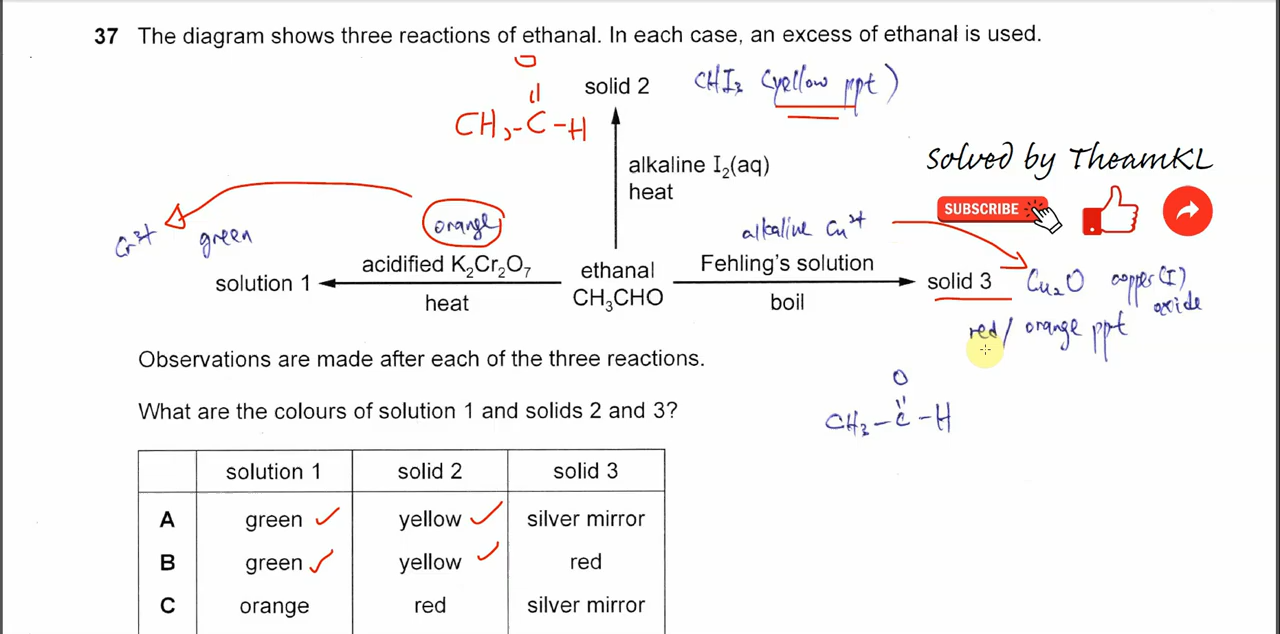 37 The diagram shows three reactions of ethanal. In each case, an excess of ethanal is used.
O
solid 2 CHI3 (yellow ppt)
CH3-C-H
alkaline I2(aq)
heat
Solved by TheamKL
SUBSCRIBE
Cr3+ green
orange
alkaline Cu2+
solution 1
acidified K2Cr2O7
heat
ethanal
CH3CHO
Fehling's solution
boil
solid 3 Cu2O copper(I)
oxide
red/ orange ppt
Observations are made after each of the three reactions.
O
What are the colours of solution 1 and solids 2 and 3?
CH3-C-H
solution 1 solid 2 solid 3
A green yellow silver mirror
B green yellow red
C orange red silver mirror